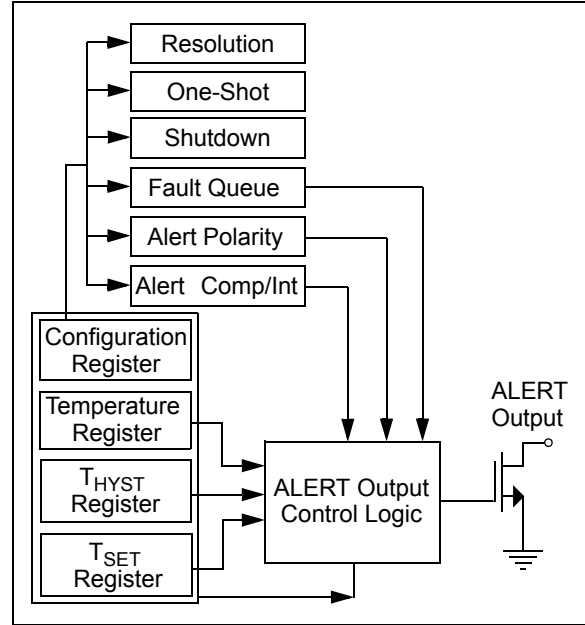 Resolution
One-Shot
Shutdown
Fault Queue
Alert Polarity
Alert Comp/Int
Configuration
Register
Temperature
Register
THYST
Register
TSET
Register
ALERT Output
Control Logic
ALERT
Output